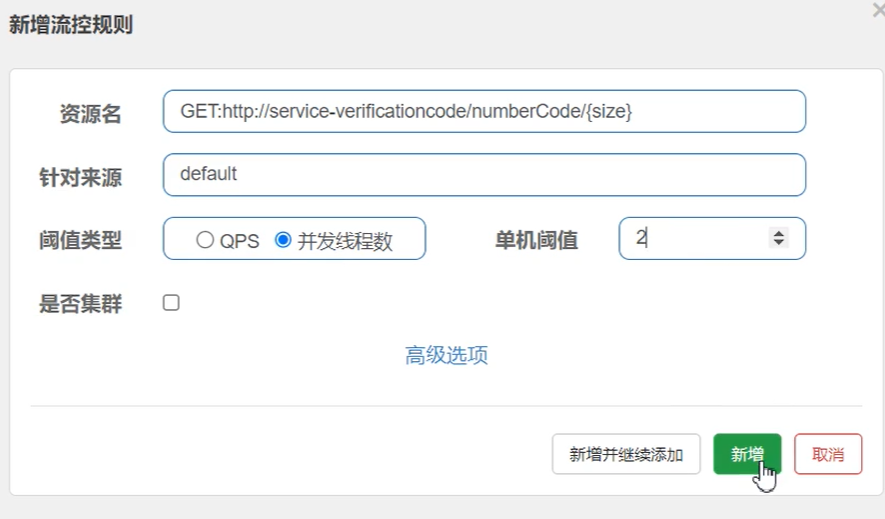 新增流控规则
资源名 GET:http://service-verificationcode/numberCode/{size}
针对来源 default
阈值类型 QPS 并发线程数 单机阈值 2
是否集群
高级选项
新增并继续添加 新增 取消